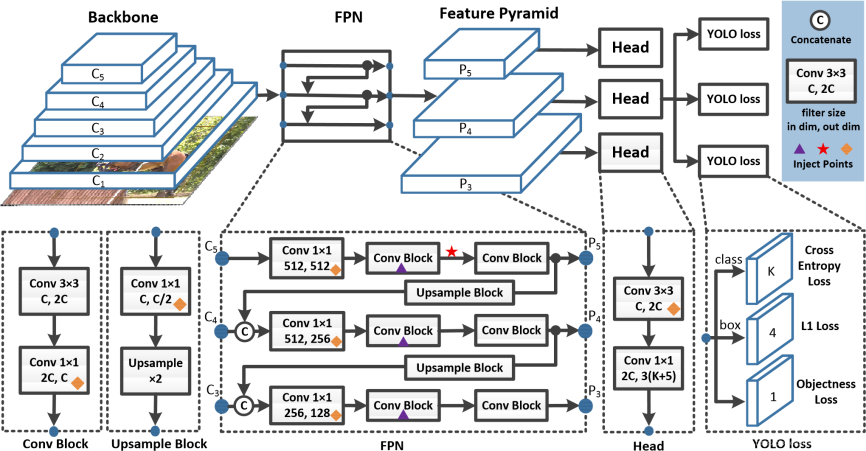 Backbone
FPN
Feature Pyramid
C5
C4
C3
C2
C1
P5
P4
P3
Head
Head
Head
YOLO loss
YOLO loss
YOLO loss
C
Concatenate
Conv 3×3
C, 2C
filter size
in dim, out dim
Inject Points
Conv 3×3
C, 2C
Conv 1×1
2C, C
Conv Block
Conv 1×1
C, C/2
Upsample
×2
Upsample Block
C5
Conv 1×1
512, 512
Conv Block
Conv Block
P5
Upsample Block
C4
C
Conv 1×1
512, 256
Conv Block
Conv Block
P4
Upsample Block
C3
C
Conv 1×1
256, 128
Conv Block
Conv Block
P3
FPN
Conv 3×3
C, 2C
Conv 1×1
2C, 3(K+5)
Head
class
K
Cross
Entropy
Loss
box
4
L1 Loss
1
Objectness
Loss
YOLO loss